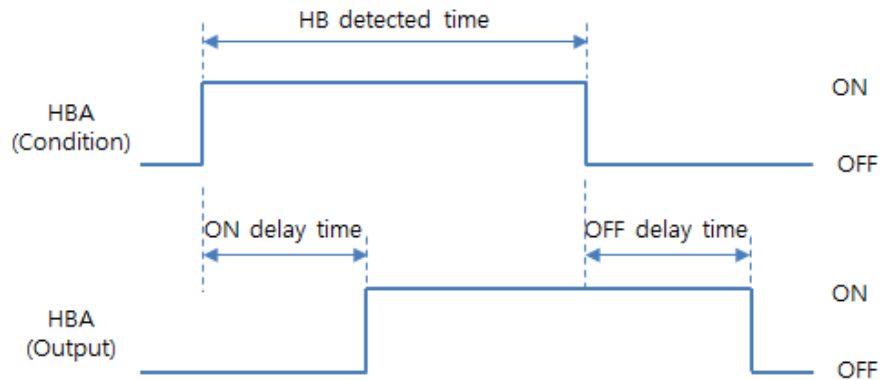 HB detected time
ON
HBA
(Condition)
OFF
ON delay time
OFF delay time
ON
HBA
(Output)
OFF